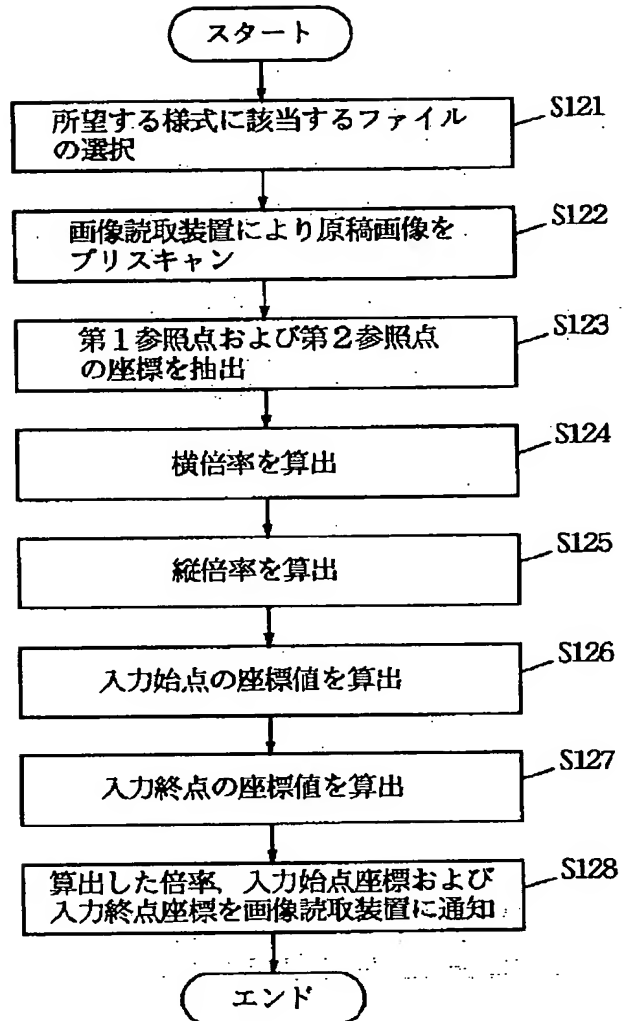 スタート
所望する様式に該当するファイル
の選択
S121
画像読取装置により原稿画像を
プリスキャン
S122
第1参照点および第2参照点
の座標を抽出
S123
横倍率を算出
S124
縦倍率を算出
S125
入力始点の座標値を算出
S126
入力終点の座標値を算出
S127
算出した倍率、入力始点座標および
入力終点座標を画像読取装置に通知
S128
エンド